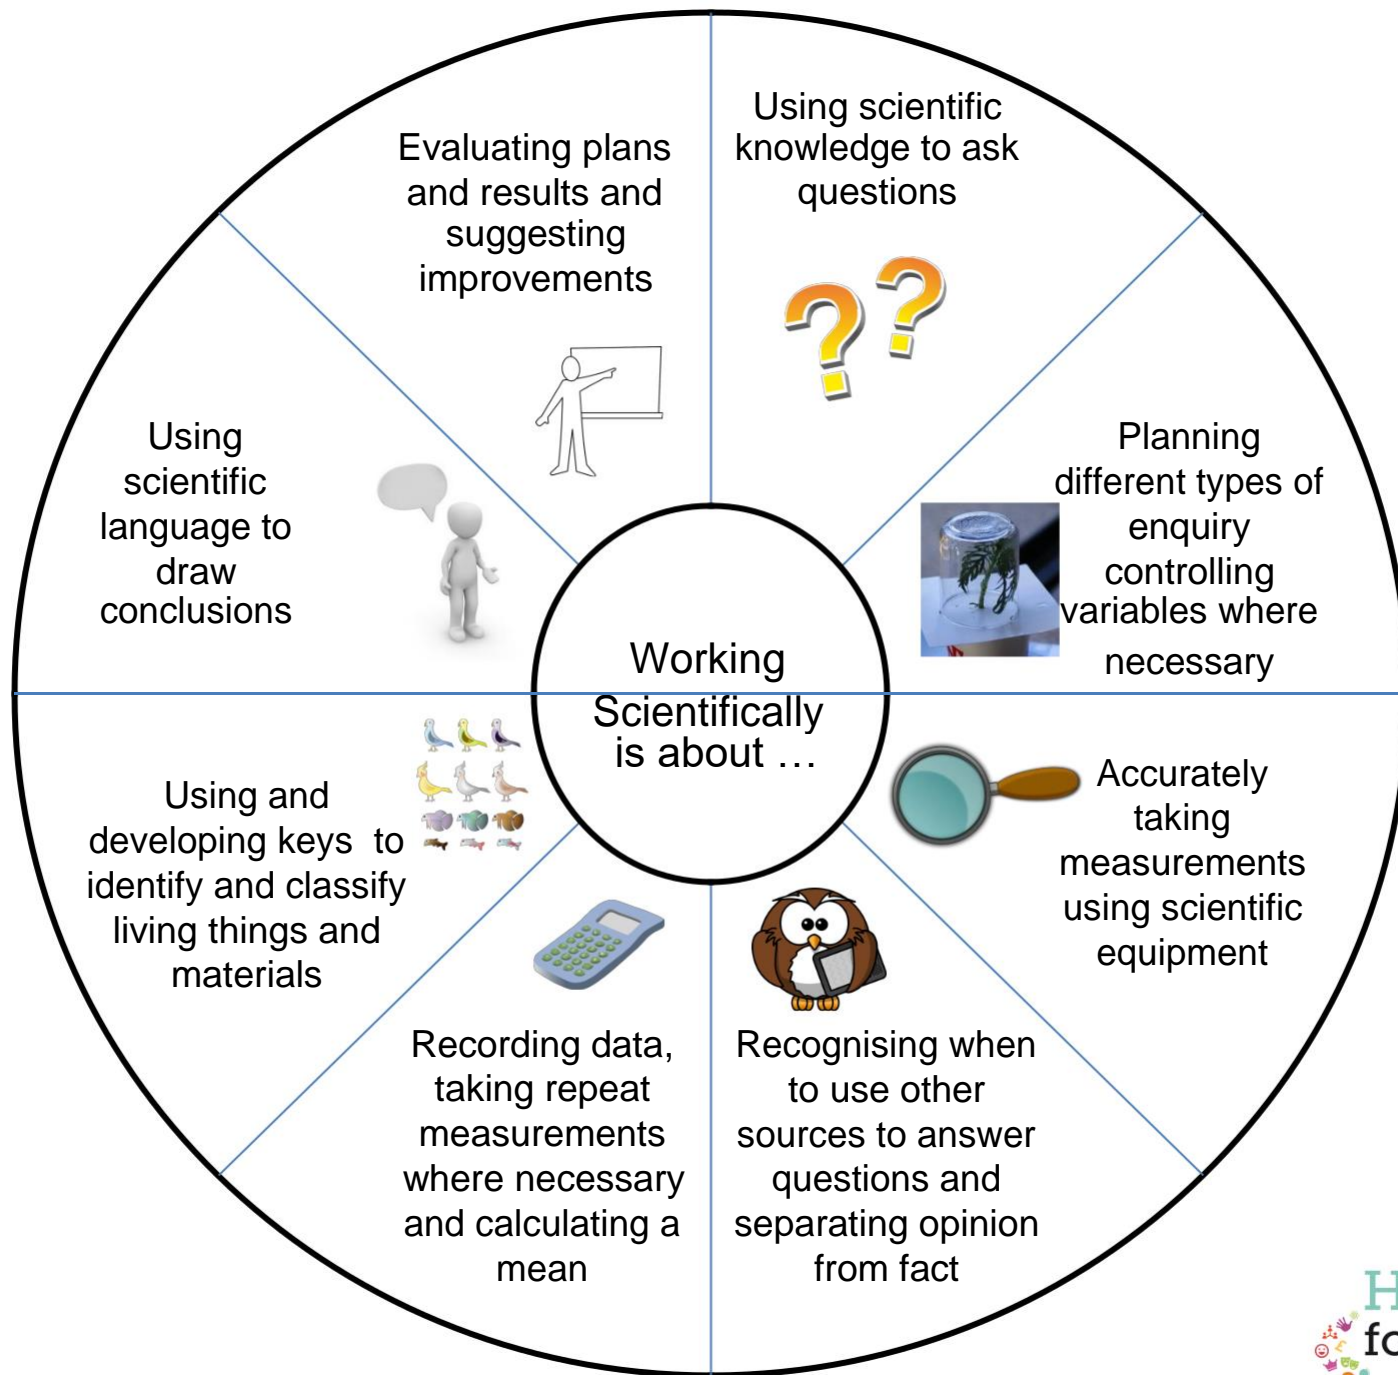 Using scientific
knowledge to ask
questions
Planning
different types of
enquiry
controlling
variables where
necessary
Accurately
taking
measurements
using scientific
equipment
Recognising when
to use other
sources to answer
questions and
separating opinion
from fact
Recording data,
taking repeat
measurements
where necessary
and calculating a
mean
Using and
developing keys to
identify and classify
living things and
materials
Using
scientific
language to
draw
conclusions
Evaluating plans
and results and
suggesting
improvements
Working
Scientifically
is about …